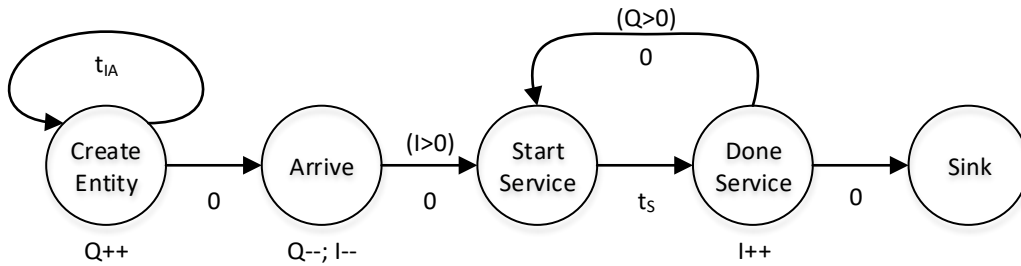 (Q>0)
0
t_IA
Create
Entity
Arrive
(I>0)
Start
Service
Done
Service
Sink
0
0
t_S
0
Q++
Q--; I--
I++